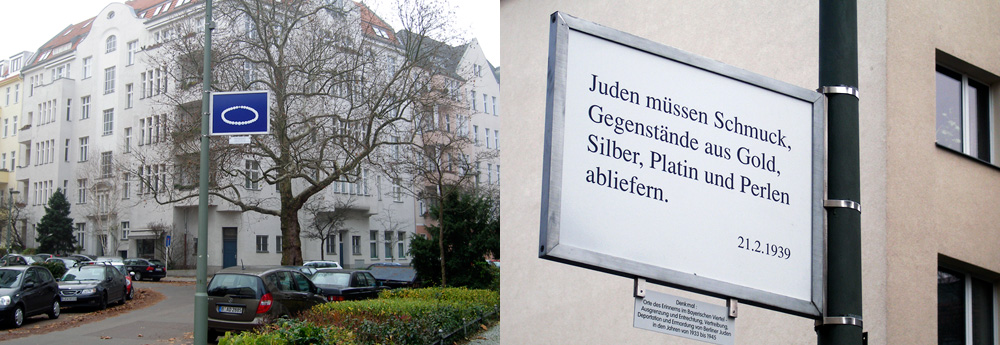 Juden müssen Schmuck,
Gegenstände aus Gold,
Silber, Platin und Perlen
abliefern.
21.2.1939
Denkmal
Orte des Erinnerns im Bayerischen Viertel -
Ausgrenzung und Entrechtung, Vertreibung,
Deportation und Ermordung von Berliner Juden
in den Jahren von 1933 bis 1945